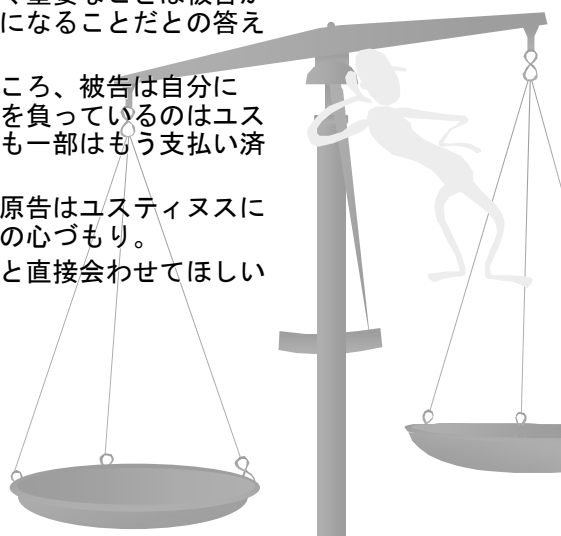 重要なことは被告が
になることだとの答え
ころ、被告は自分に
を負っているのはユス
も一部はもう支払い済
原告はユスティヌスに
の心づもり。
と直接会わせてほしい